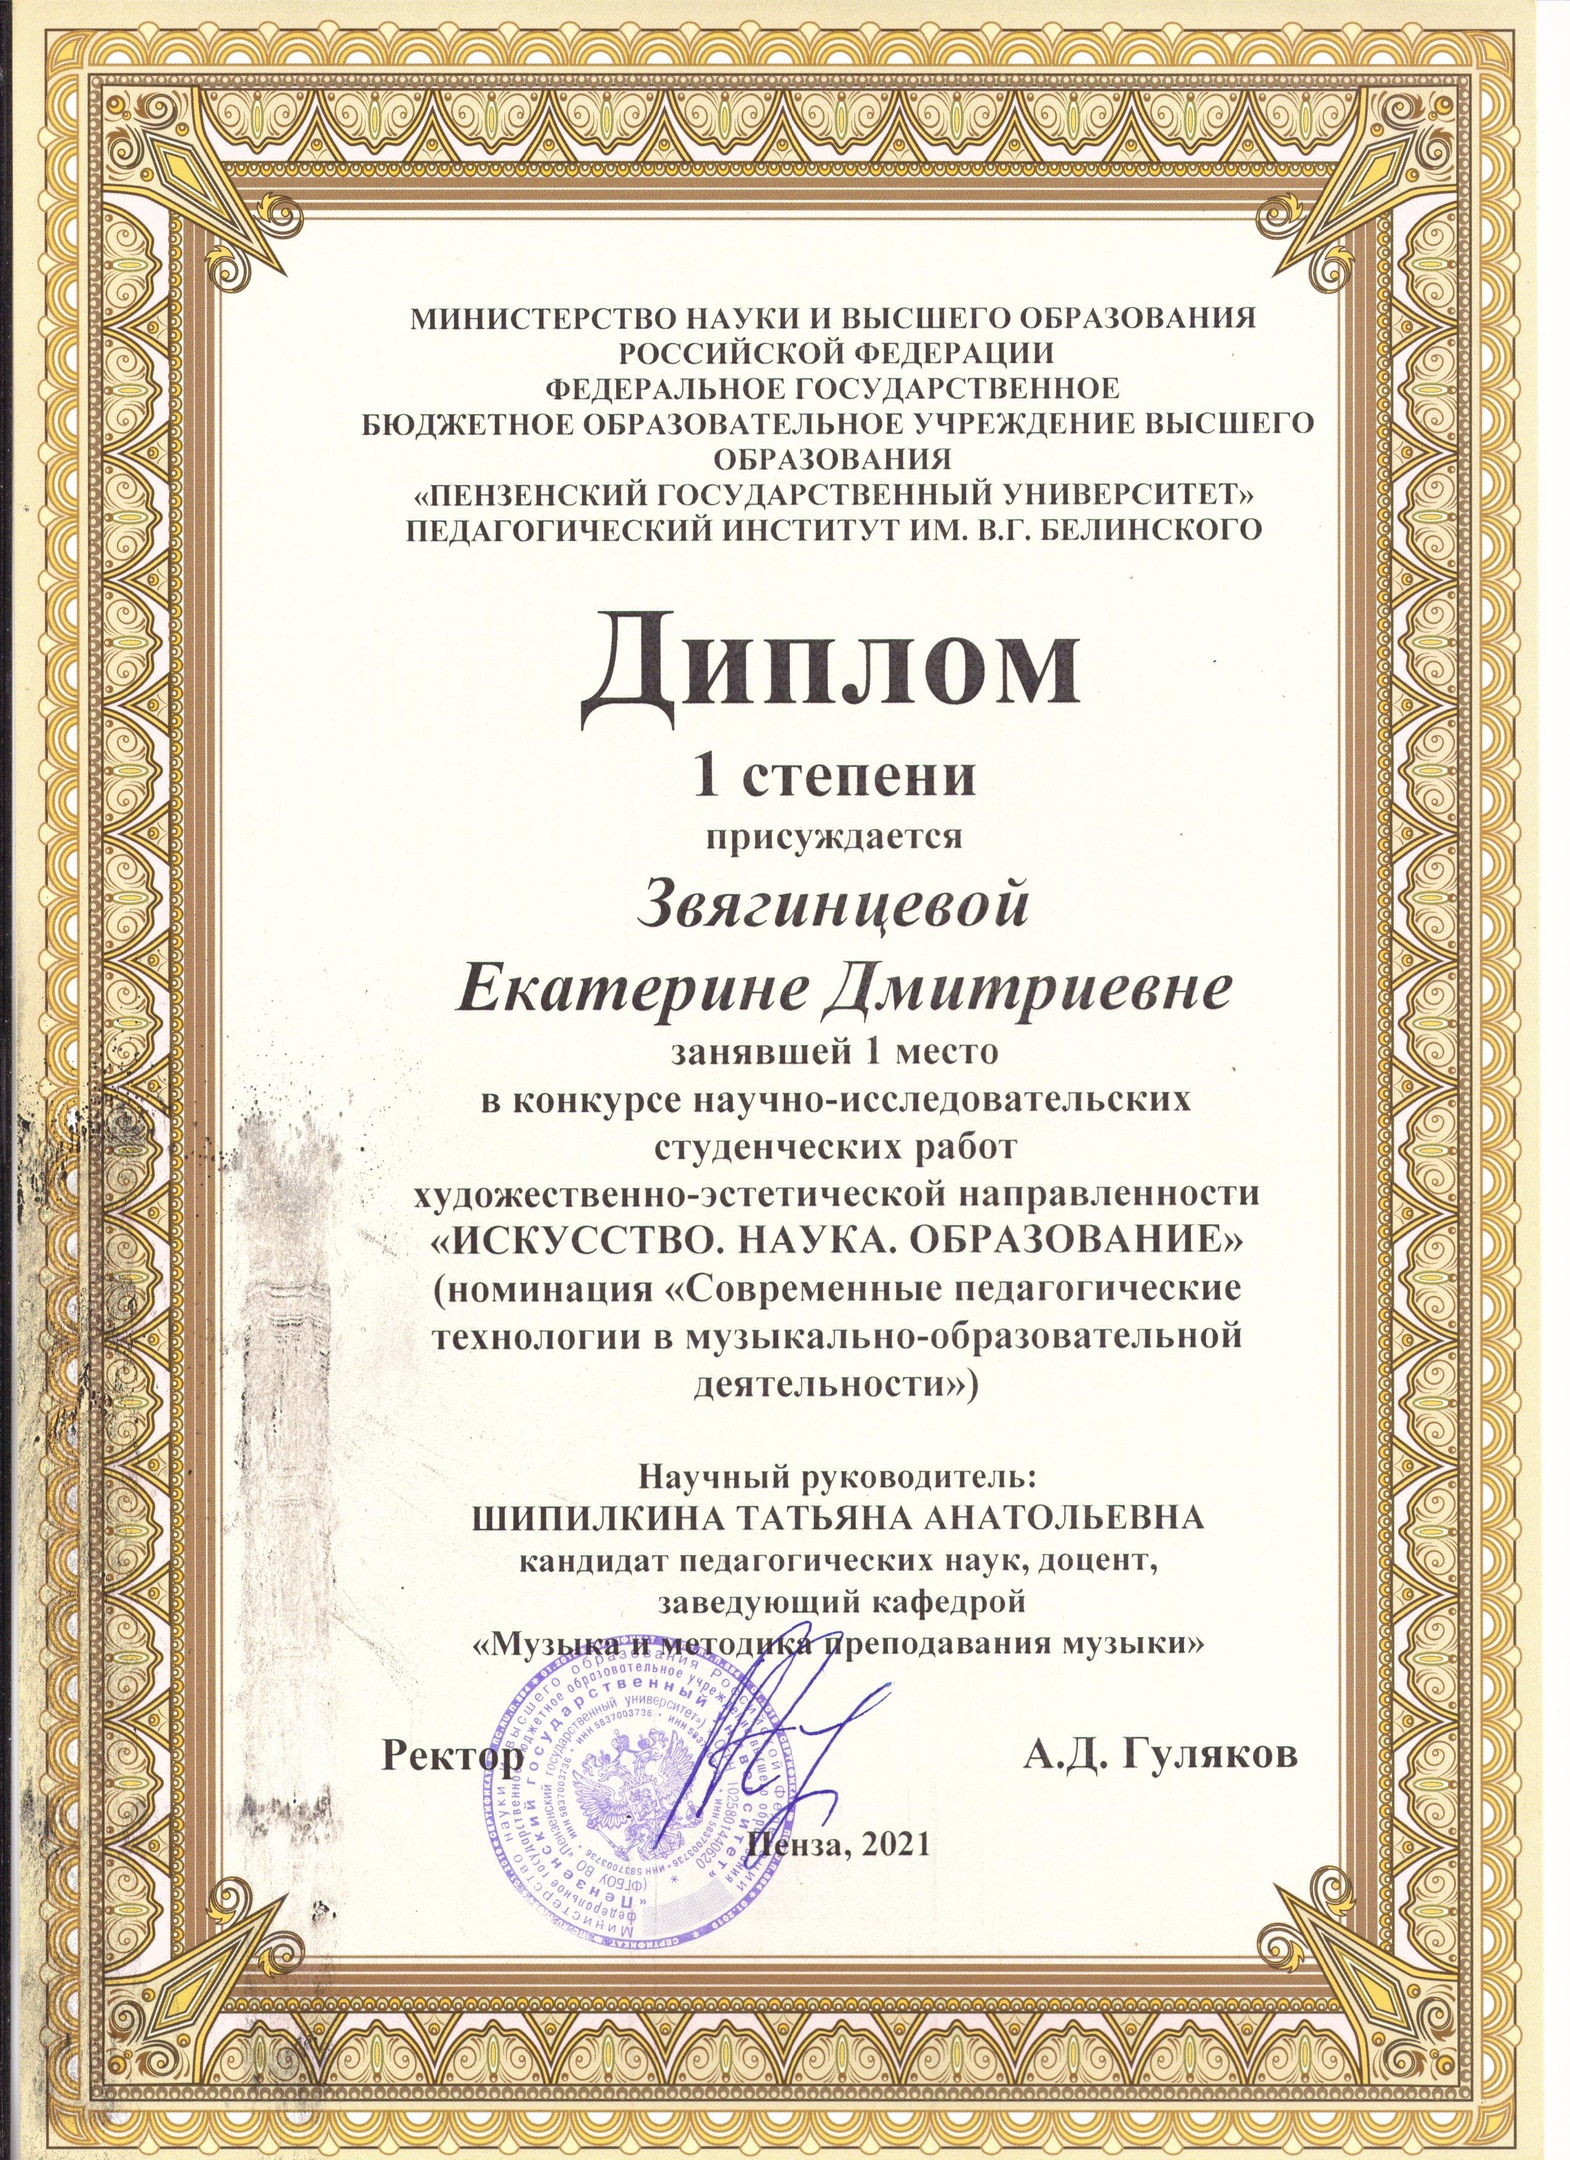 МИНИСТЕРСТВО НАУКИ И ВЫСШЕГО ОБРАЗОВАНИЯ
РОССИЙСКОЙ ФЕДЕРАЦИИ
ФЕДЕРАЛЬНОЕ ГОСУДАРСТВЕННОЕ
БЮДЖЕТНОЕ ОБРАЗОВАТЕЛЬНОЕ УЧРЕЖДЕНИЕ ВЫСШЕГО
ОБРАЗОВАНИЯ
«ПЕНЗЕНСКИЙ ГОСУДАРСТВЕННЫЙ УНИВЕРСИТЕТ»
ПЕДАГОГИЧЕСКИЙ ИНСТИТУТ ИМ. В.Г. БЕЛИНСКОГО
Диплом
1 степени
присуждается
Звягинцевой
Екатерине Дмитриевне
занявшей 1 место
в конкурсе научно-исследовательских
студенческих работ
художественно-эстетической направленности
«ИСКУССТВО. НАУКА. ОБРАЗОВАНИЕ»
(номинация «Современные педагогические
технологии в музыкально-образовательной
деятельности»)
Научный руководитель:
ШИПИЛКИНА ТАТЬЯНА АНАТОЛЬЕВНА
кандидат педагогических наук, доцент,
заведующий кафедрой
«Музыка и методика преподавания музыки»
Ректор
А.Д. Гуляков
Пенза, 2021